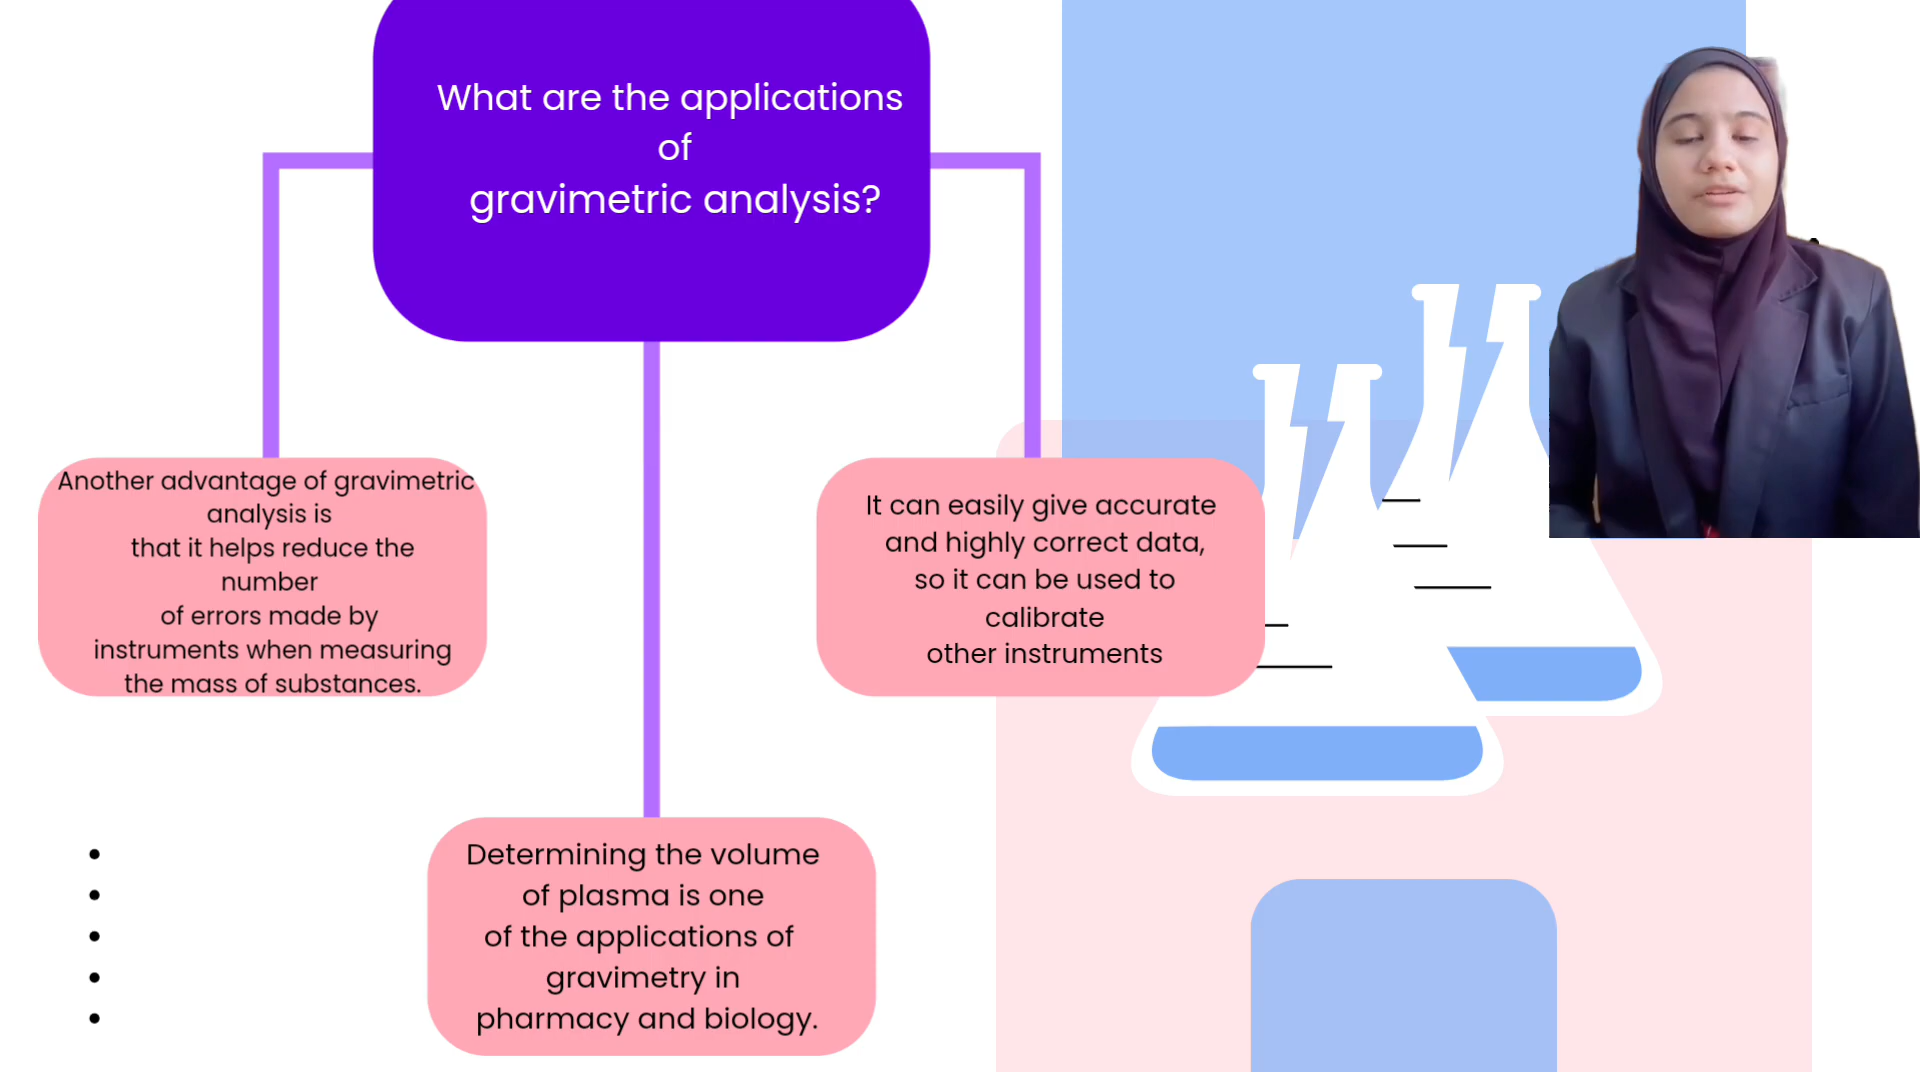 What are the applications
of
gravimetric analysis?
Another advantage of gravimetric
analysis is
that it helps reduce the
number
of errors made by
instruments when measuring
the mass of substances.
It can easily give accurate
and highly correct data,
so it can be used to
calibrate
other instruments
Determining the volume
of plasma is one
of the applications of
gravimetry in
pharmacy and biology.